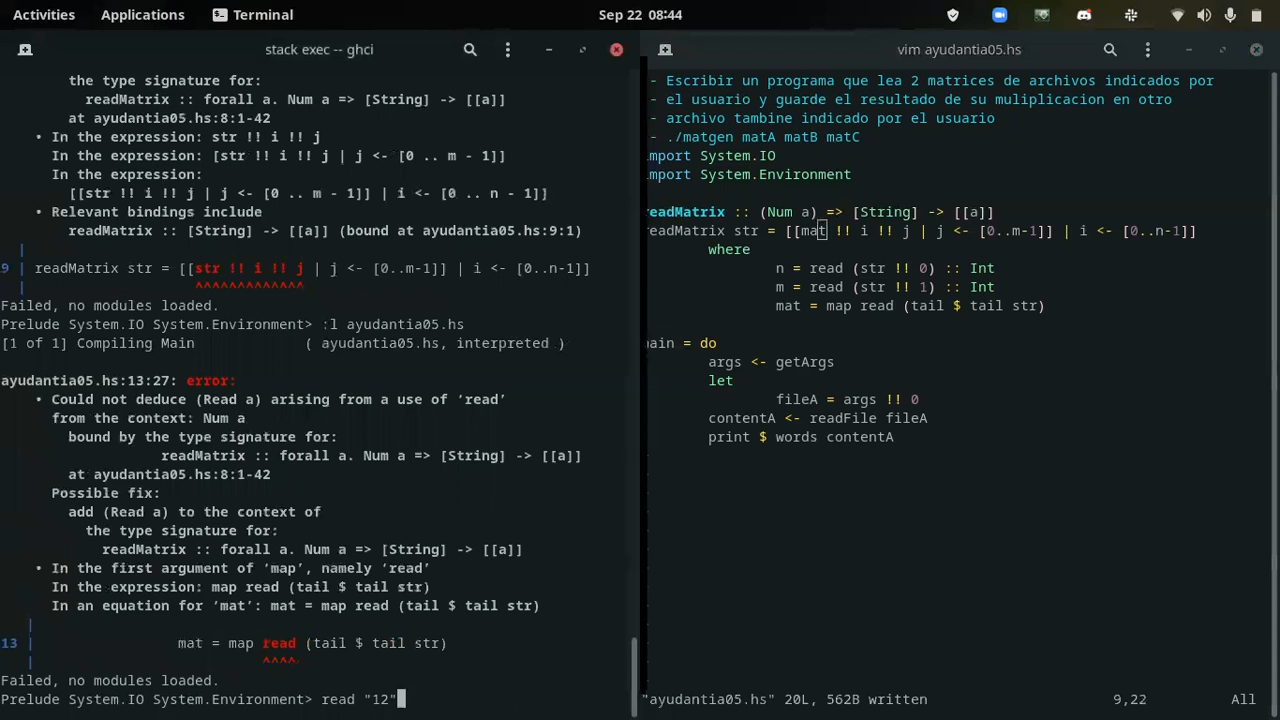 Activities Applications Terminal Sep 22 08:44
stack exec -- ghci
the type signature for:
readMatrix :: forall a. Num a => [String] -> [[a]]
at ayudantia05.hs:8:1-42
• In the expression: str !! i !! j
In the expression: [str !! i !! j | j <- [0 .. m - 1]]
In the expression:
[[str !! i !! j | j <- [0 .. m - 1]] | i <- [0 .. n - 1]]
• Relevant bindings include
readMatrix :: [String] -> [[a]] (bound at ayudantia05.hs:9:1)
|
9 | readMatrix str = [[str !! i !! j | j <- [0..m-1]] | i <- [0..n-1]]
| ^^^^^^^^^^^^^
Failed, no modules loaded.
Prelude System.IO System.Environment> :l ayudantia05.hs
[1 of 1] Compiling Main ( ayudantia05.hs, interpreted )
ayudantia05.hs:13:27: error:
• Could not deduce (Read a) arising from a use of ‘read’
from the context: Num a
bound by the type signature for:
readMatrix :: forall a. Num a => [String] -> [[a]]
at ayudantia05.hs:8:1-42
Possible fix:
add (Read a) to the context of
the type signature for:
readMatrix :: forall a. Num a => [String] -> [[a]]
• In the first argument of ‘map’, namely ‘read’
In the expression: map read (tail $ tail str)
In an equation for ‘mat’: mat = map read (tail $ tail str)
|
13 | mat = map read (tail $ tail str)
| ^^^^
Failed, no modules loaded.
Prelude System.IO System.Environment> read "12"
vim ayudantia05.hs
- Escribir un programa que lea 2 matrices de archivos indicados por
- el usuario y guarde el resultado de su muliplicacion en otro
- archivo tambine indicado por el usuario
- ./matgen matA matB matC
import System.IO
import System.Environment
readMatrix :: (Num a) => [String] -> [[a]]
readMatrix str = [[mat !! i !! j | j <- [0..m-1]] | i <- [0..n-1]]
where
n = read (str !! 0) :: Int
m = read (str !! 1) :: Int
mat = map read (tail $ tail str)
main = do
args <- getArgs
let
fileA = args !! 0
contentA <- readFile fileA
print $ words contentA
"ayudantia05.hs" 20L, 562B written 9,22 All